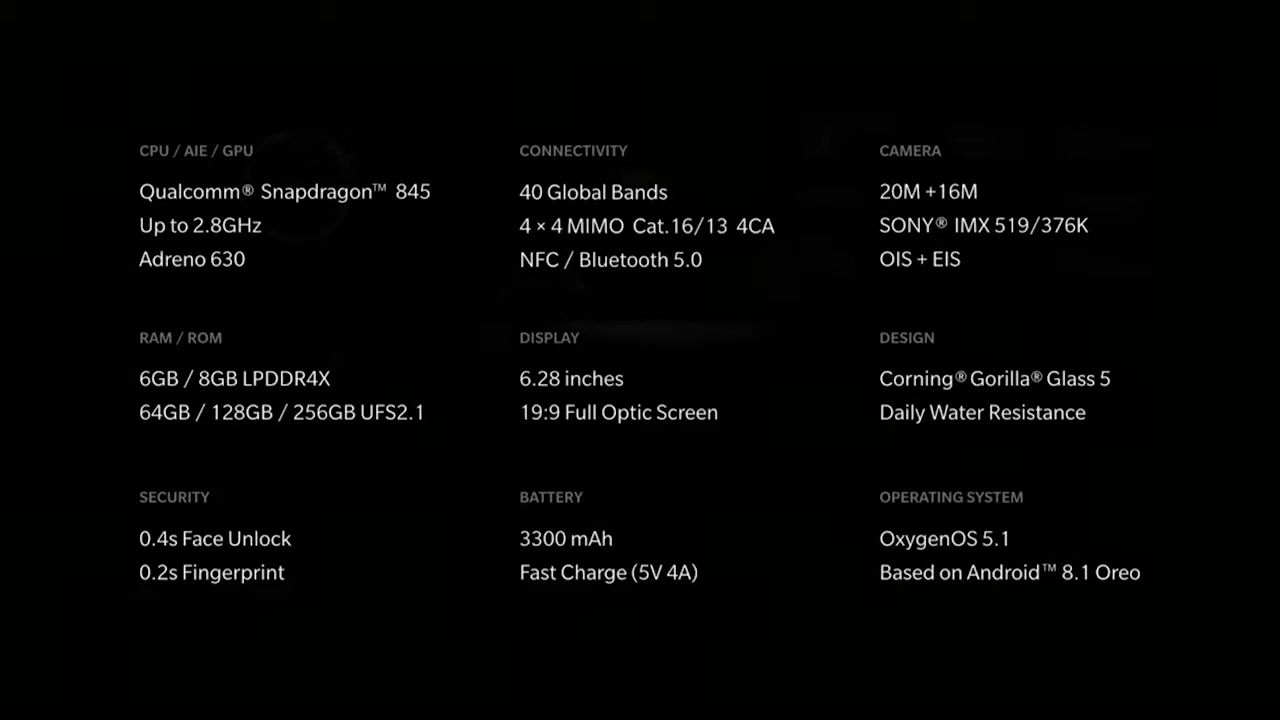 CPU / AIE / GPU
Qualcomm® Snapdragon™ 845
Up to 2.8GHz
Adreno 630
CONNECTIVITY
40 Global Bands
4 × 4 MIMO Cat.16/13 4CA
NFC / Bluetooth 5.0
CAMERA
20M +16M
SONY® IMX 519/376K
OIS + EIS
RAM / ROM
6GB / 8GB LPDDR4X
64GB / 128GB / 256GB UFS2.1
DISPLAY
6.28 inches
19:9 Full Optic Screen
DESIGN
Corning® Gorilla® Glass 5
Daily Water Resistance
SECURITY
0.4s Face Unlock
0.2s Fingerprint
BATTERY
3300 mAh
Fast Charge (5V 4A)
OPERATING SYSTEM
OxygenOS 5.1
Based on Android™ 8.1 Oreo